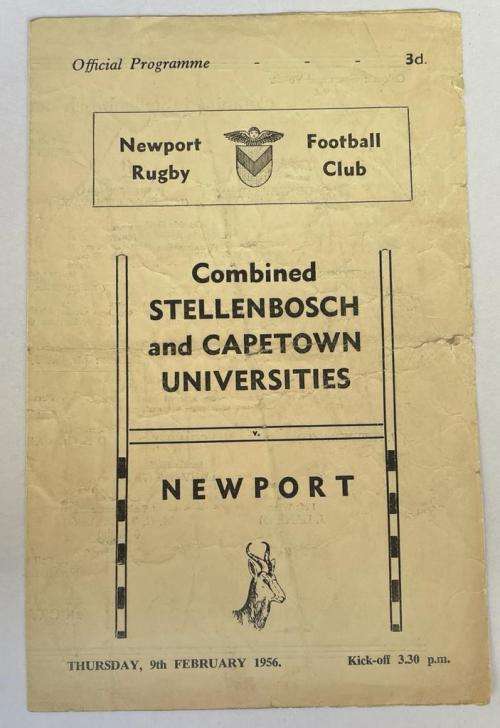 Official Programme - - - 3d.
Newport Football
Rugby Club
Combined
STELLENBOSCH
and CAPETOWN
UNIVERSITIES
v.
NEWPORT
THURSDAY, 9th FEBRUARY 1956. Kick-off 3.30 p.m.